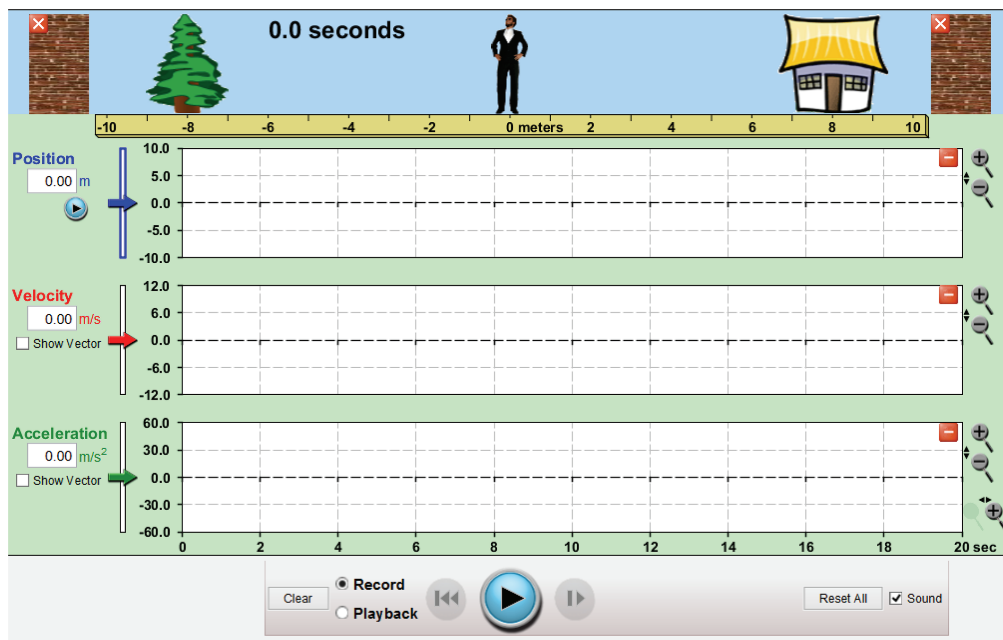 0.0 seconds
-10 -8 -6 -4 -2 0 meters 2 4 6 8 10
Position
0.00 m
10.0
5.0
0.0
-5.0
-10.0
Velocity
0.00 m/s
Show Vector
12.0
6.0
0.0
-6.0
-12.0
Acceleration
0.00 m/s²
Show Vector
60.0
30.0
0.0
-30.0
-60.0
0 2 4 6 8 10 12 14 16 18 20 sec
Clear
Record
Playback
Reset All
Sound